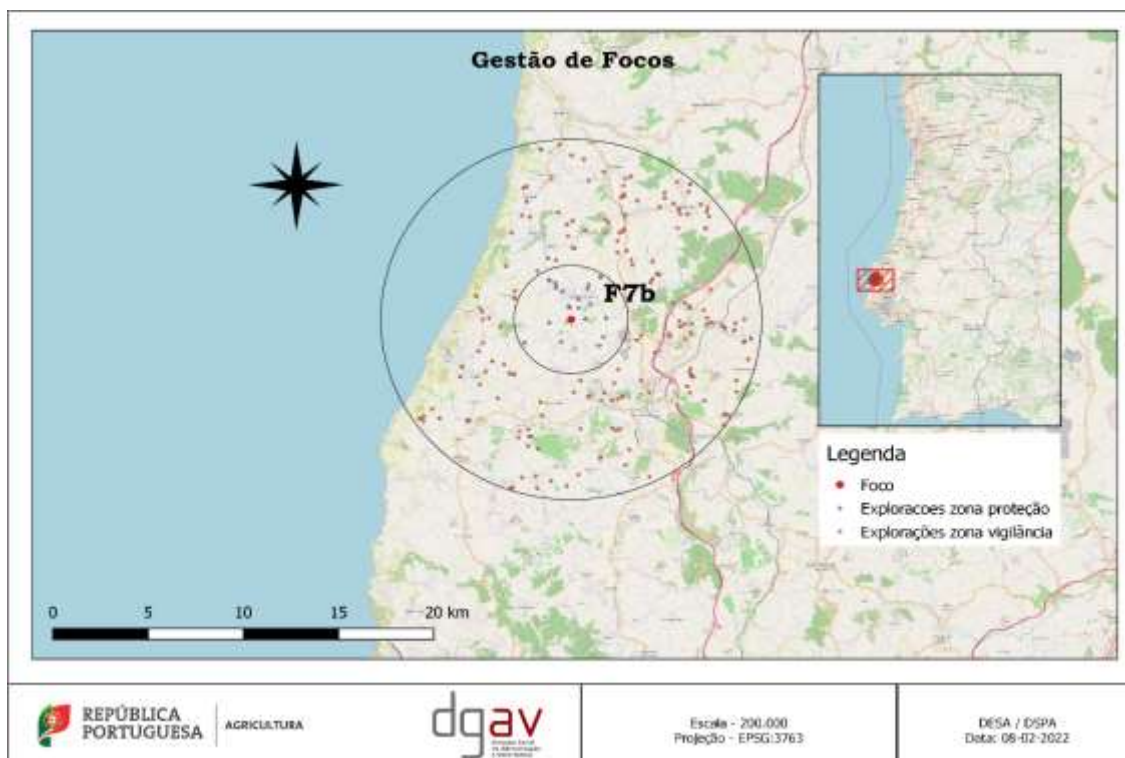 Gestão de Focos
F7b
Legenda
Foco
Exploracoes zona proteção
Explorações zona vigilância
0 5 10 15 20 km
REPÚBLICA
PORTUGUESA
AGRICULTURA
dgav
Escala - 200.000
Projeção - EPSG:3763
DESA / DSPA
Data: 08-02-2022